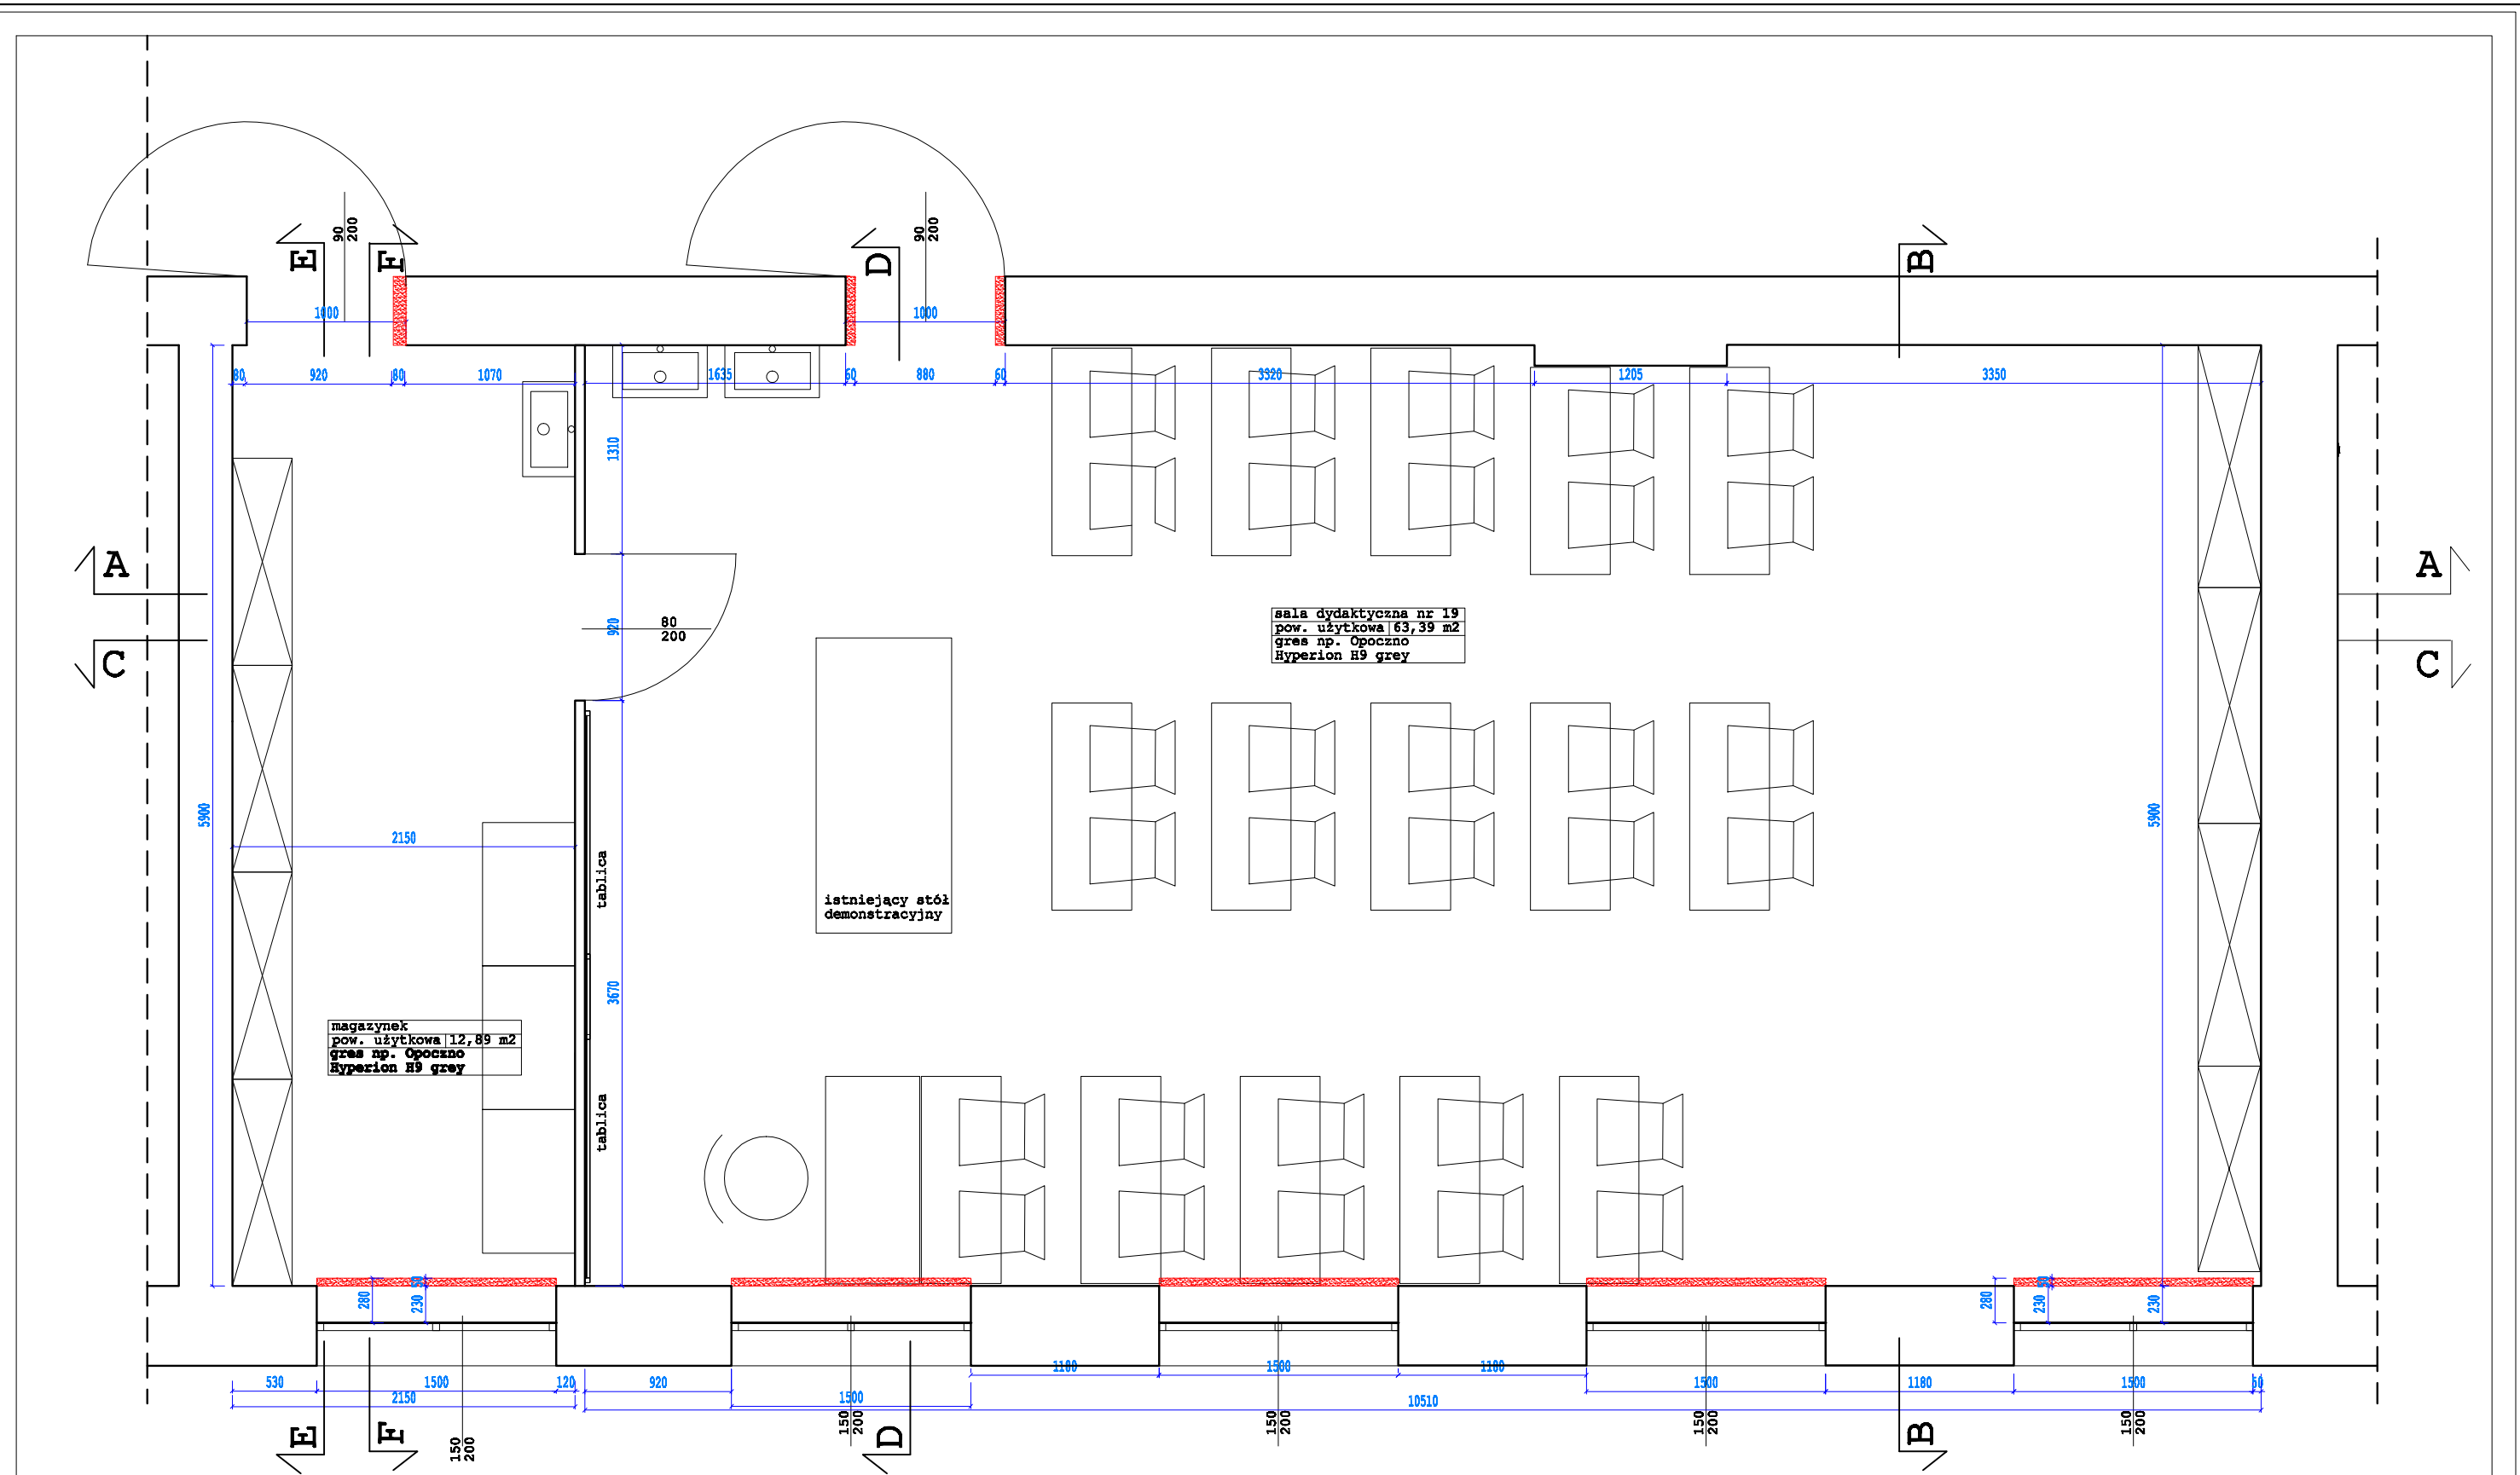 90
200
90
200
E
F
D
B
1000
1000
80
920
80
1070
1635
60
880
60
3320
1205
3350
1310
A
A
sala dydaktyczna nr 19
pow. użytkowa 63,39 m2
gres np. Opoczno
Hyperion H9 grey
80
200
920
C
C
5900
5900
2150
tablica
istniejący stół
demonstracyjny
3670
magazynek
pow. użytkowa 12,89 m2
gres np. Opoczno
Hyperion H9 grey
tablica
50
280
230
50
280
230
230
530
1500
120
920
1180
1500
1180
1500
1180
1500
60
2150
1500
10510
E
F
150
200
150
200
D
150
200
150
200
B
150
200